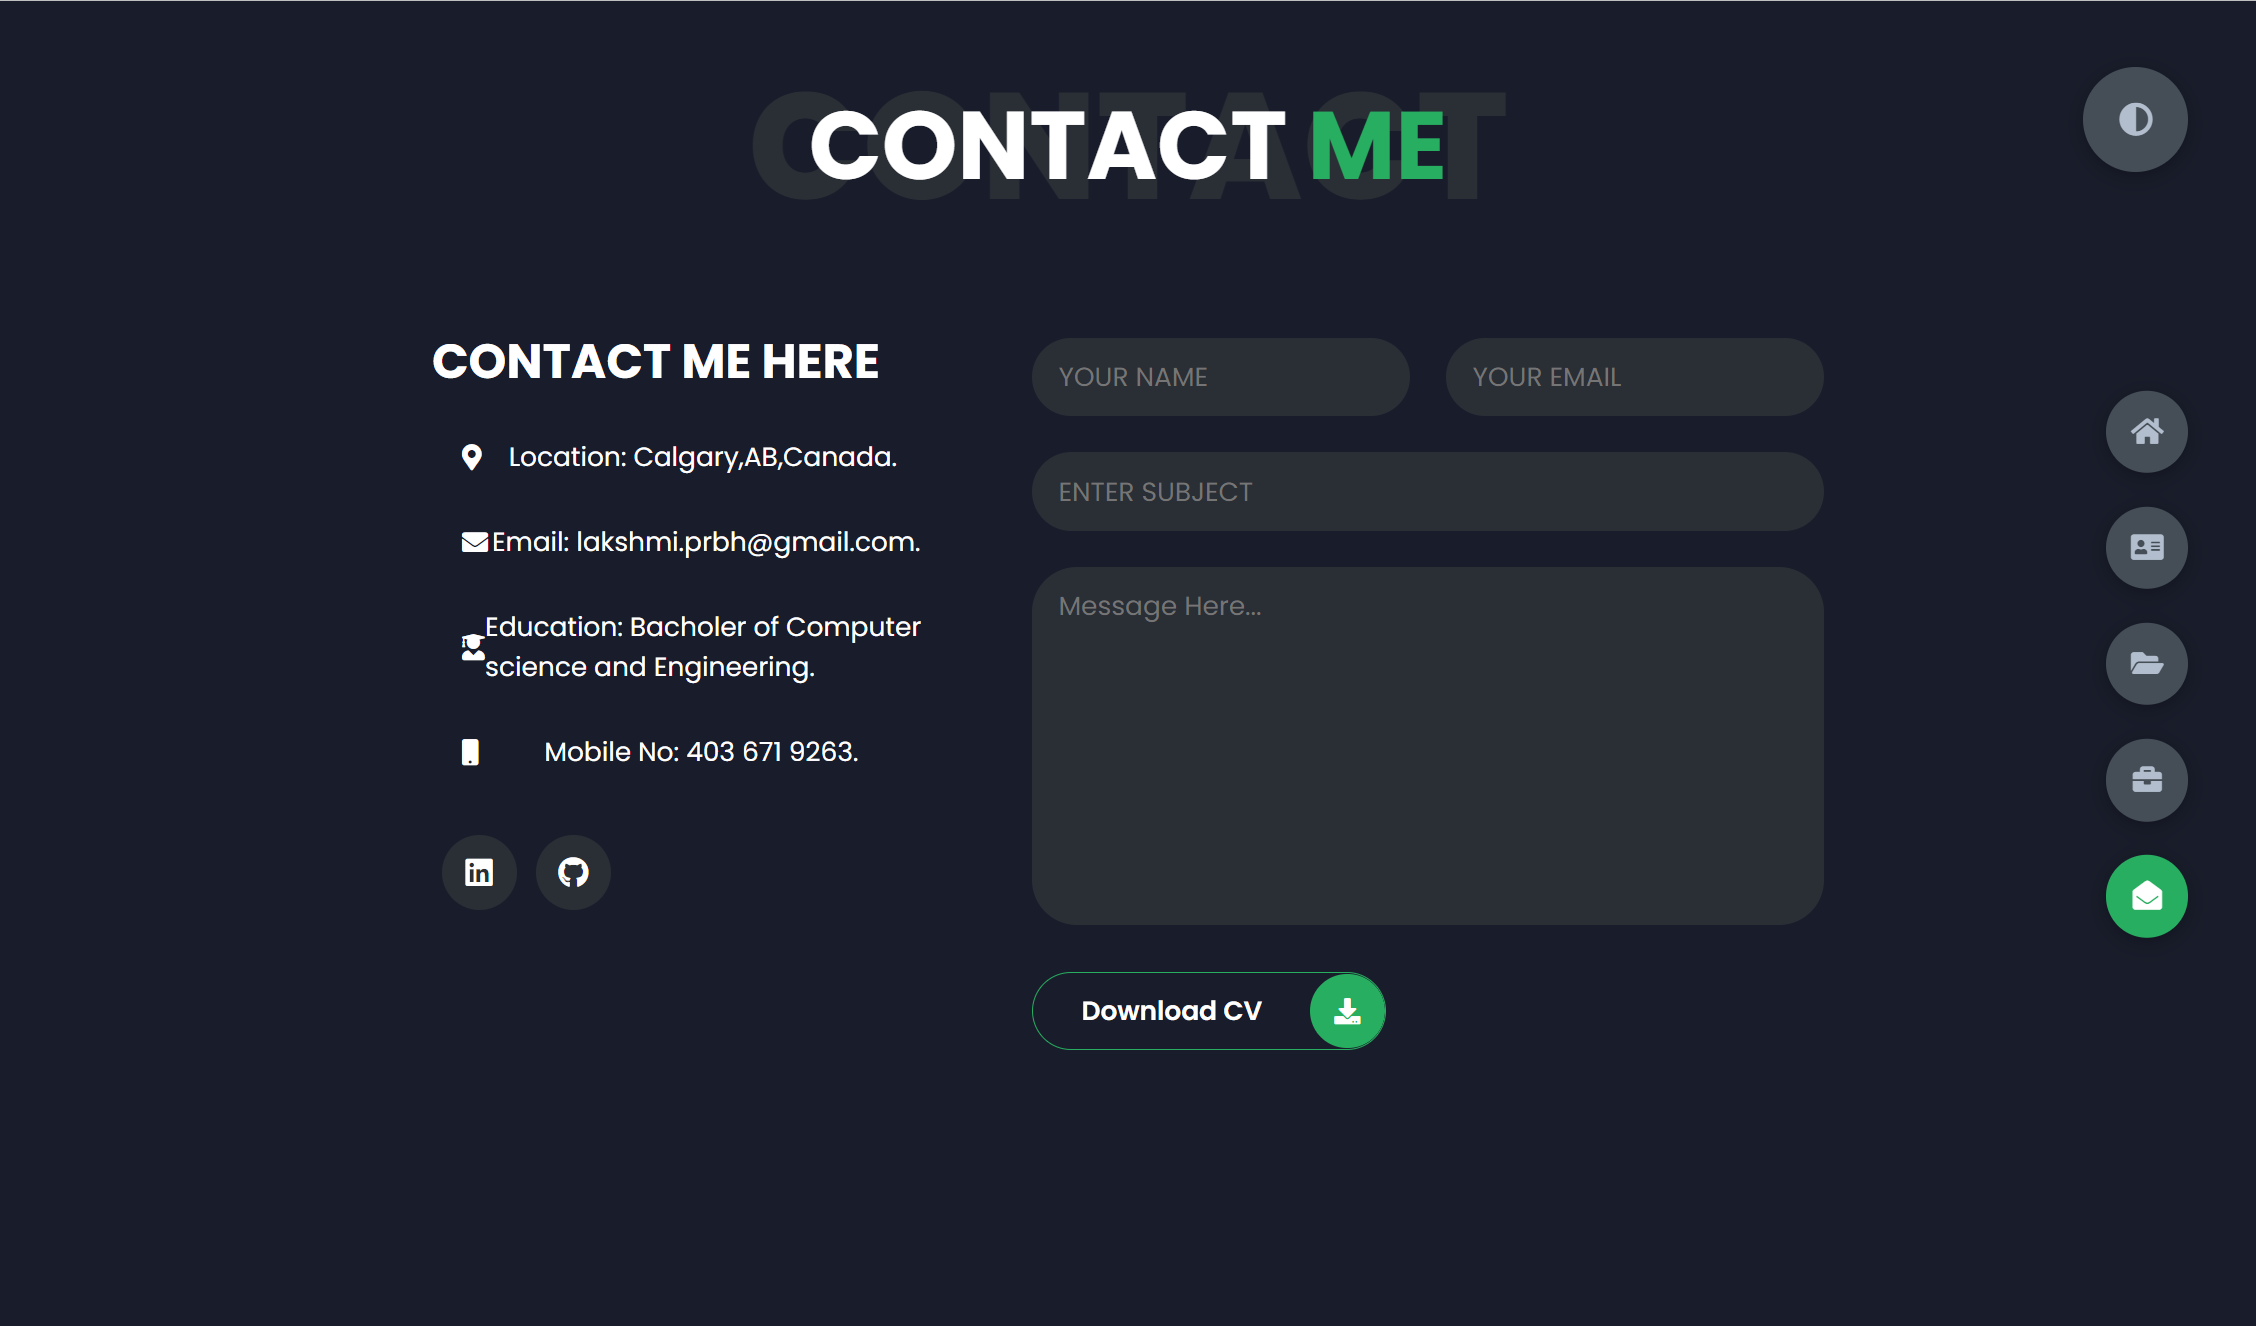 CONTACT
CONTACT ME
CONTACT ME HERE
Location: Calgary,AB,Canada.
Email: lakshmi.prbh@gmail.com.
Education: Bacholer of Computer
science and Engineering.
Mobile No: 403 671 9263.
in
YOUR NAME
YOUR EMAIL
ENTER SUBJECT
Message Here...
Download CV